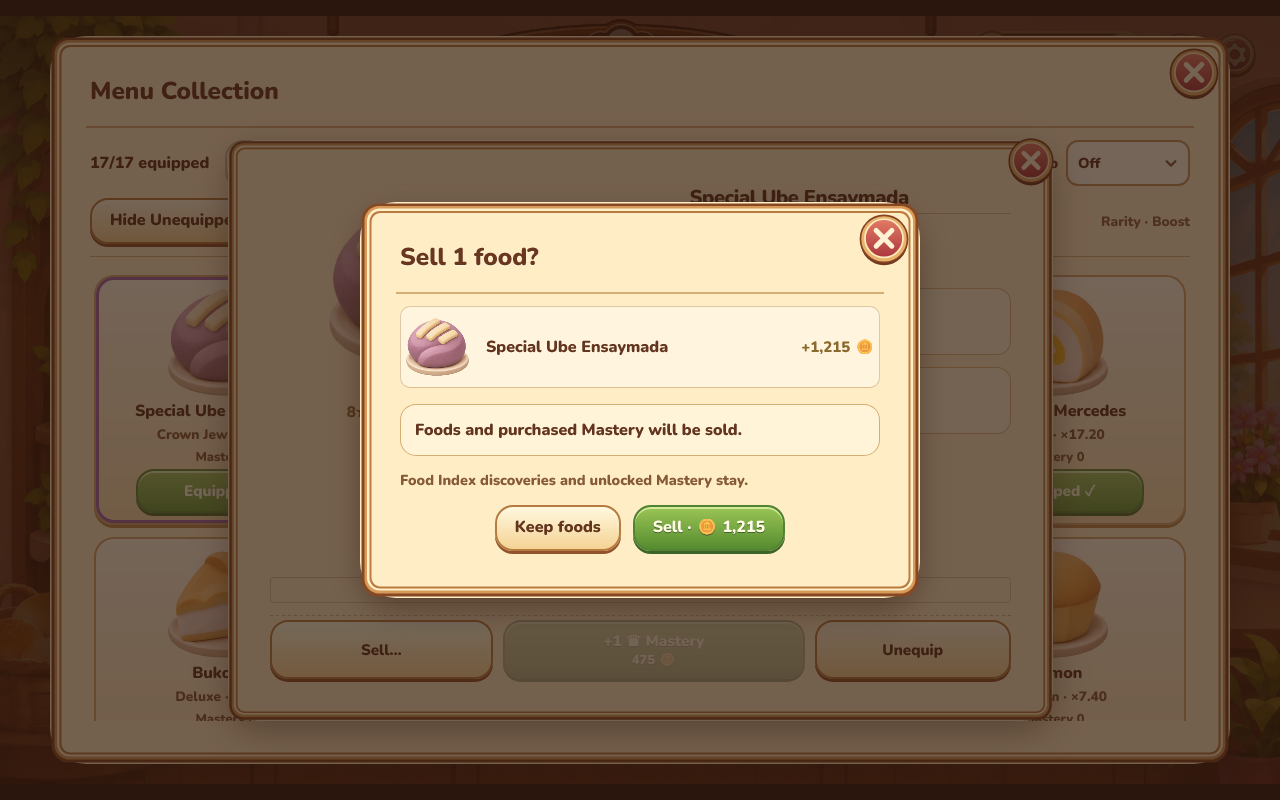 Menu Collection
17/17 equipped
Off
Hide Unequippe
Rarity · Boost
Special Ube Ensaymada
Sell 1 food?
Special Ube Ensaymada
+1,215
Foods and purchased Mastery will be sold.
Food Index discoveries and unlocked Mastery stay.
Keep foods
Sell · 1,215
Special Ube
Crown Jew
Maste
Equipp
Mercedes
· ×17.20
ery 0
ped ✓
Sell...
+1 ♛ Mastery
475
Unequip
Buko
Deluxe ·
Mastery
mon
n · ×7.40
astery 0